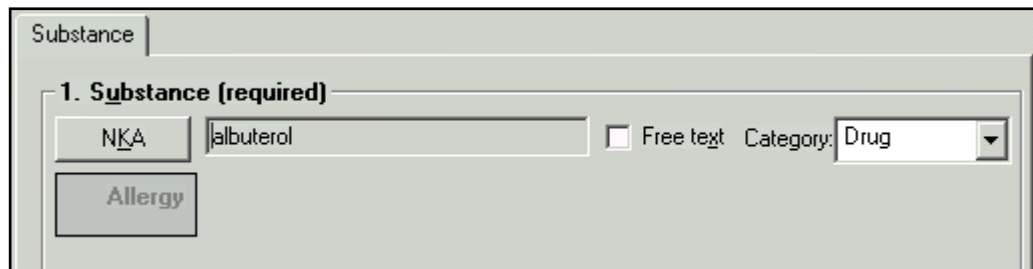 Substance
1. Substance (required)
NKA albuterol Free text Category: Drug
Allergy